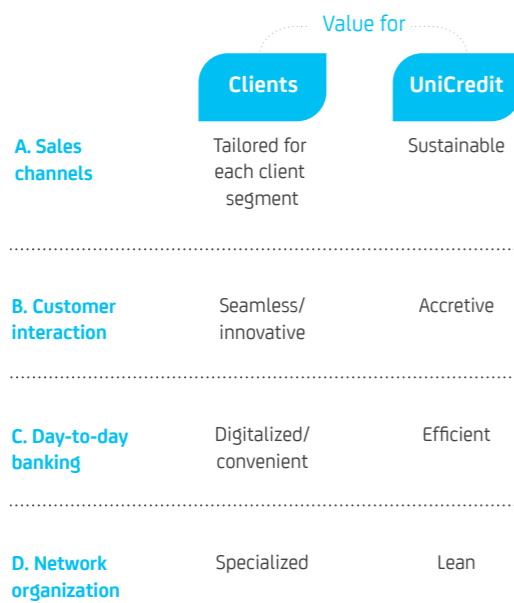 Value for
Clients
UniCredit
A. Sales
channels
Tailored for
each client
segment
Sustainable
B. Customer
interaction
Seamless/
innovative
Accretive
C. Day-to-day
banking
Digitalized/
convenient
Efficient
D. Network
organization
Specialized
Lean